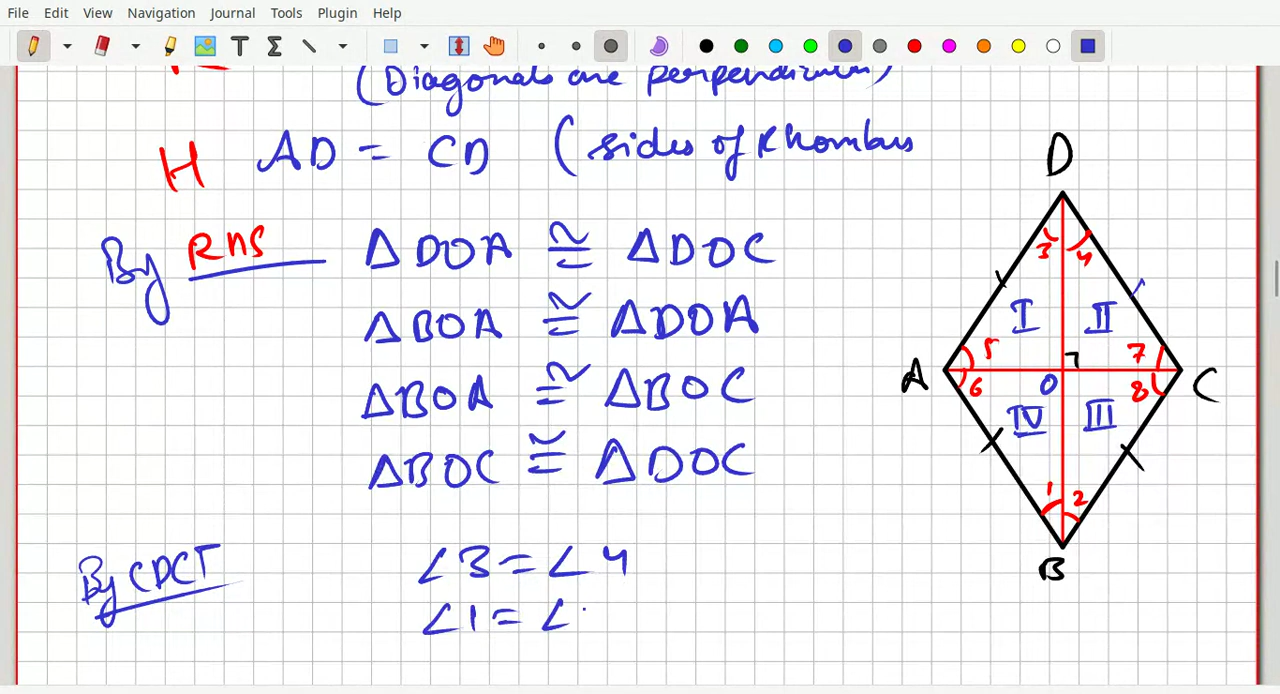 File Edit View Navigation Journal Tools Plugin Help
(Diagonals are perpendicular)
H AD = CD (sides of Rhombus
By RHS ΔDOA ≅ ΔDOC
ΔBOA ≅ ΔDOA
ΔBOA ≅ ΔBOC
ΔBOC ≅ ΔDOC
By CDCT ∠3 = ∠4
∠1 = ∠
D
3 4
I II
5 7
A O C
6 8
IV III
1 2
B